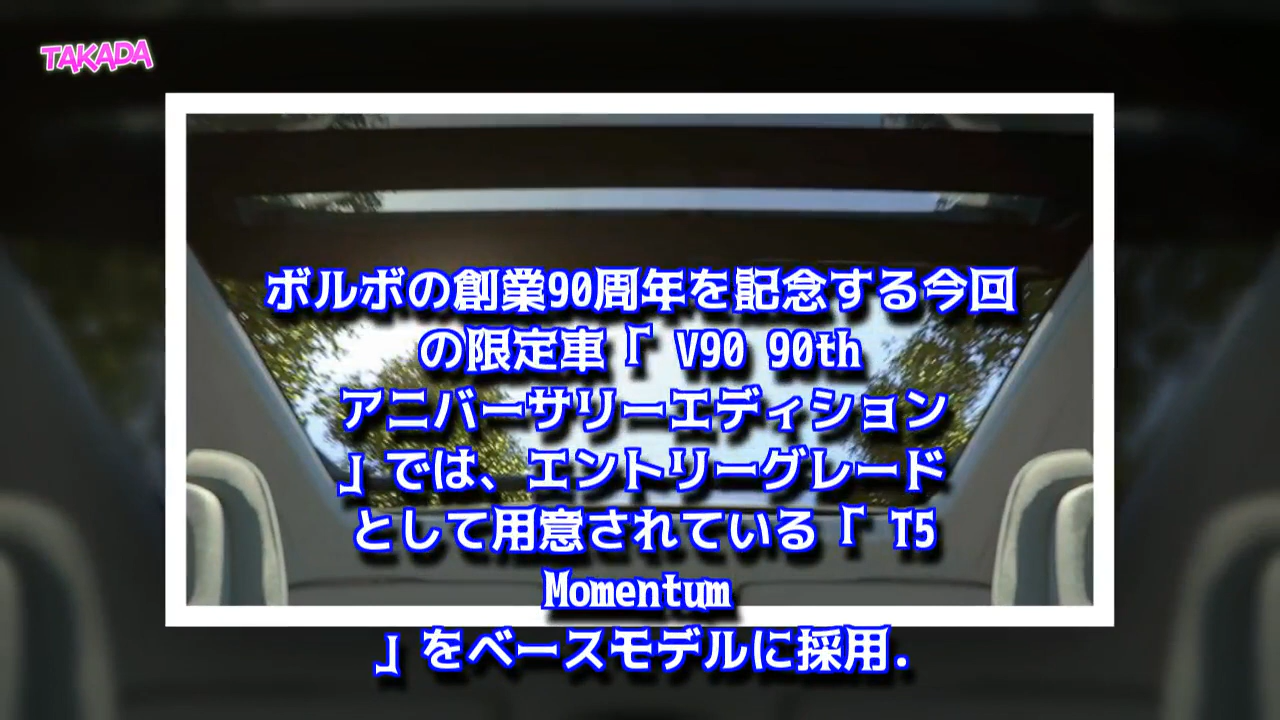 TAKADA
ボルボの創業90周年を記念する今回
の限定車「 V90 90th
アニバーサリーエディション
」では、エントリーグレード
として用意されている「 T5
Momentum
」をベースモデルに採用.